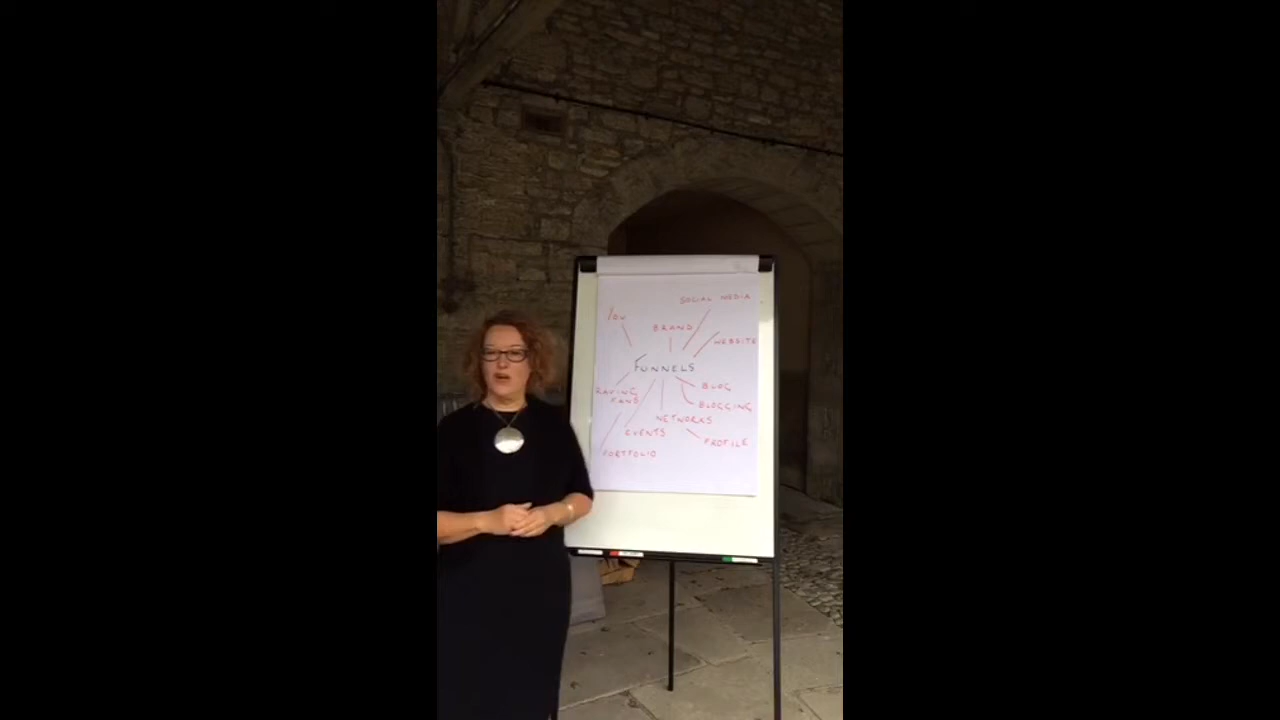 SOCIAL MEDIA
YOU
BRAND
WEBSITE
FUNNELS
BLOG
RAVING
FANS
BLOGGING
NETWORKS
EVENTS
PROFILE
PORTFOLIO